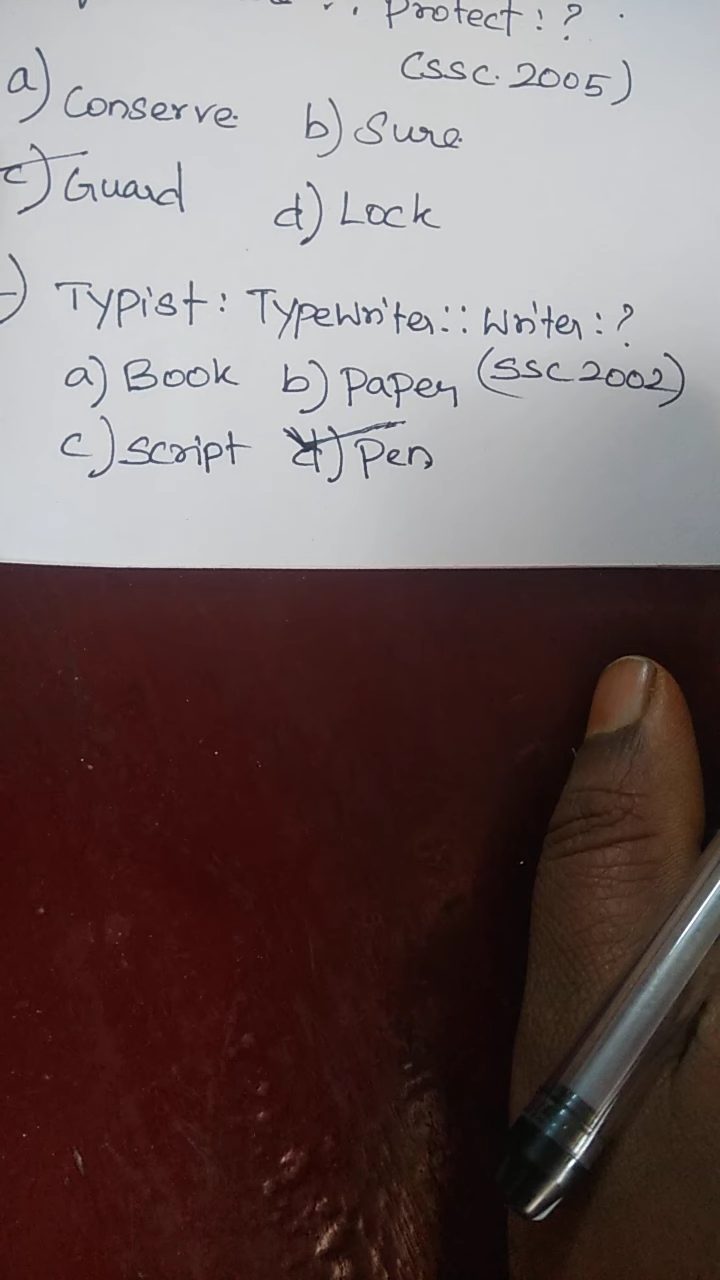 Protect : ?
(SSC. 2005)
a) Conserve b) Sure
c) Guard d) Lock
Typist : Typewriter :: Writer : ?
a) Book b) Paper (SSC 2002)
c) Script d) Pen